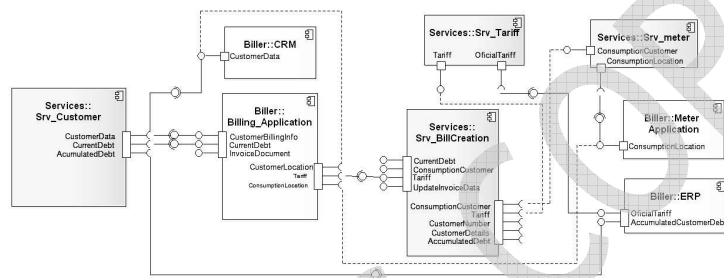 Biller::CRM
CustomerData
Services::Srv_Tariff
Tariff
OficialTariff
Services::Srv_meter
ConsumptionCustomer
ConsumptionLocation
Services::
Srv_Customer
CustomerData
CurrentDebt
AcumulatedDebt
Biller::
Billing_Application
CustomerBillingInfo
CurrentDebt
InvoiceDocument
CustomerLocation
Tariff
ConsumptionLocation
Services::
Srv_BillCreation
CurrentDebt
ConsumptionCustomer
Tariff
UpdateInvoiceData
ConsumptionCustomer
Tariff
CustomerNumber
CustomerDetails
AccumulatedDebt
Biller::Meter
Application
ConsumptionLocation
Biller::ERP
OficialTariff
AccumulatedCustomerDeb
COP